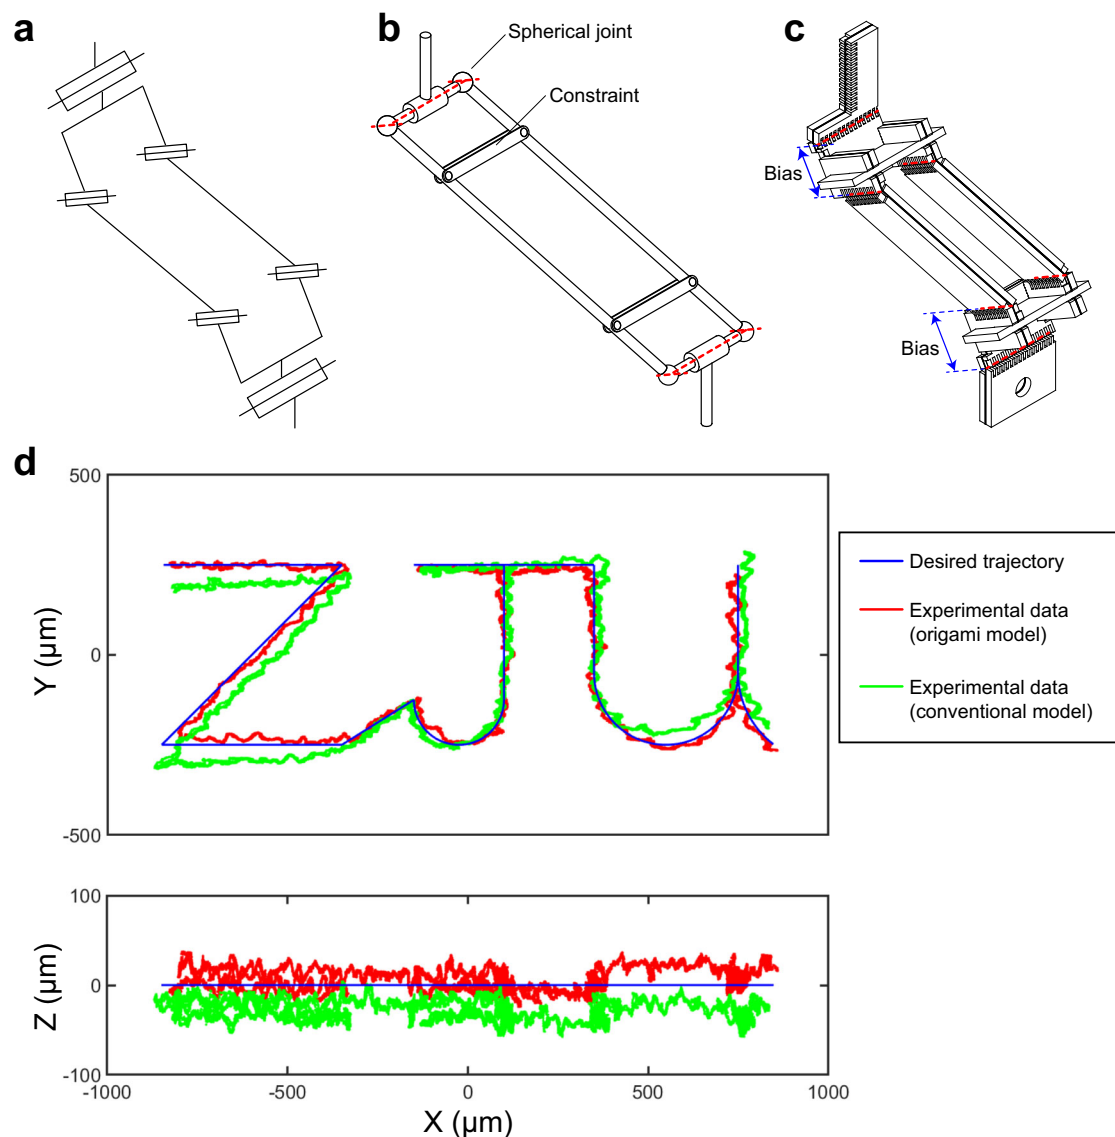 a
b
c
Spherical joint
Constraint
Bias
Bias
d
500
0
-500
Y (µm)
Desired trajectory
Experimental data
(origami model)
Experimental data
(conventional model)
100
0
-100
Z (µm)
-1000
-500
0
500
1000
X (µm)